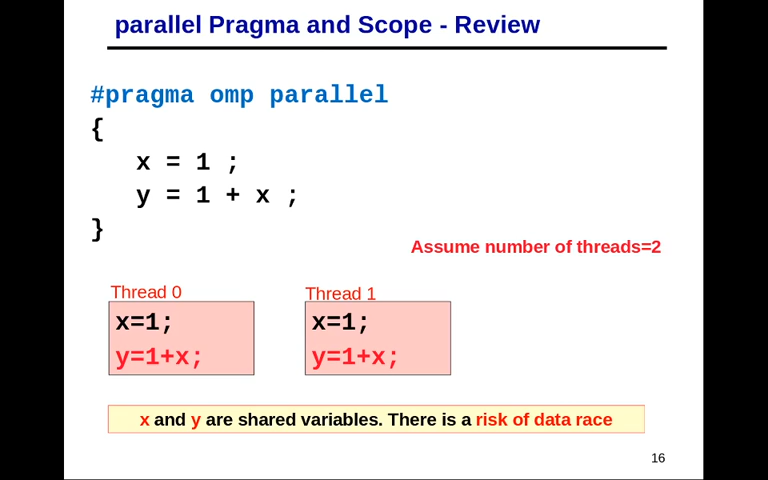 parallel Pragma and Scope - Review
#pragma omp parallel
{
x = 1 ;
y = 1 + x ;
}
Assume number of threads=2
Thread 0
x=1;
y=1+x;
Thread 1
x=1;
y=1+x;
x and y are shared variables. There is a risk of data race
16